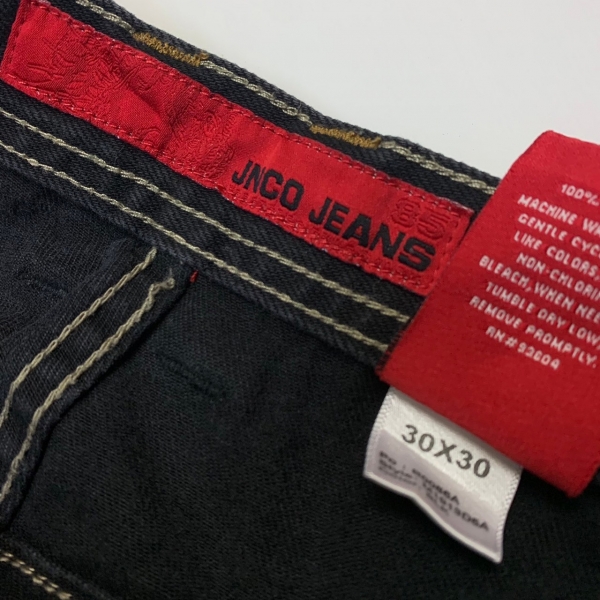 JNCO JEANS 85
100%
MACHINE WA
GENTLE CYC
LIKE COLORS,
NON-CHLORI
BLEACH, WHEN NEE
TUMBLE DRY LOW,
REMOVE PROMPTLY.
RN#93604
30X30